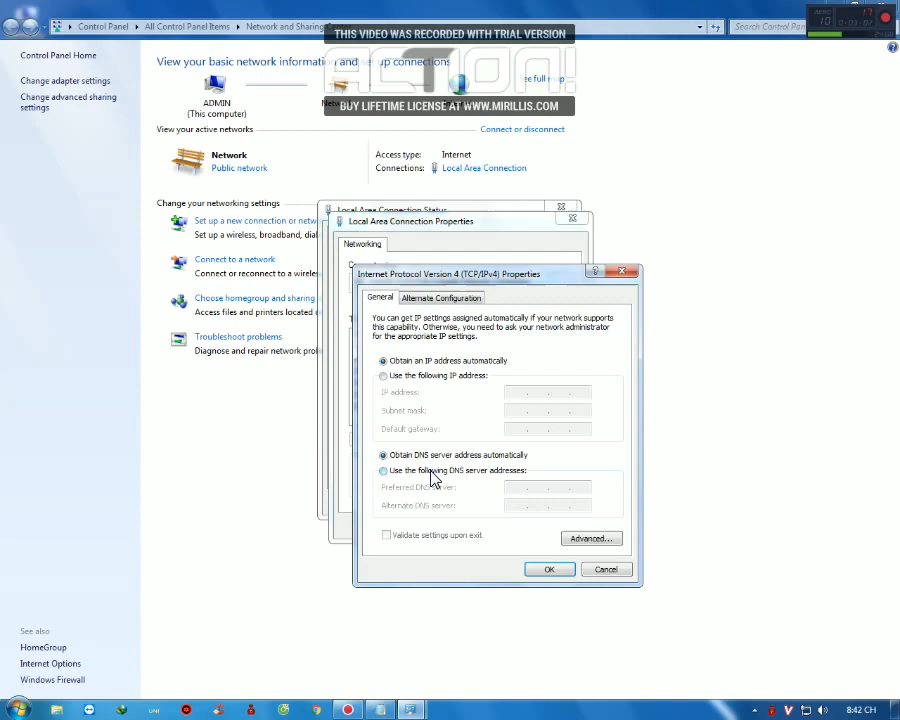 Control Panel ▸ All Control Panel Items ▸ Network and Sharing Center
Search Control Panel
THIS VIDEO WAS RECORDED WITH TRIAL VERSION
ACTION!
BUY LIFETIME LICENSE AT WWW.MIRILLIS.COM
Control Panel Home
Change adapter settings
Change advanced sharing
settings
View your basic network information and set up connections
See full map
ADMIN
(This computer)
View your active networks
Connect or disconnect
Network
Public network
Access type:
Internet
Connections:
Local Area Connection
Change your networking settings
Set up a new connection or netw
Set up a wireless, broadband, dial
Connect to a network
Connect or reconnect to a wireles
Choose homegroup and sharing
Access files and printers located
Troubleshoot problems
Diagnose and repair network prob
Local Area Connection Status
Local Area Connection Properties
Networking
Internet Protocol Version 4 (TCP/IPv4) Properties
General
Alternate Configuration
You can get IP settings assigned automatically if your network supports
this capability. Otherwise, you need to ask your network administrator
for the appropriate IP settings.
Obtain an IP address automatically
Use the following IP address:
IP address:
Subnet mask:
Default gateway:
Obtain DNS server address automatically
Use the following DNS server addresses:
Preferred DNS server:
Alternate DNS server:
Validate settings upon exit
Advanced...
OK
Cancel
See also
HomeGroup
Internet Options
Windows Firewall
8:42 CH